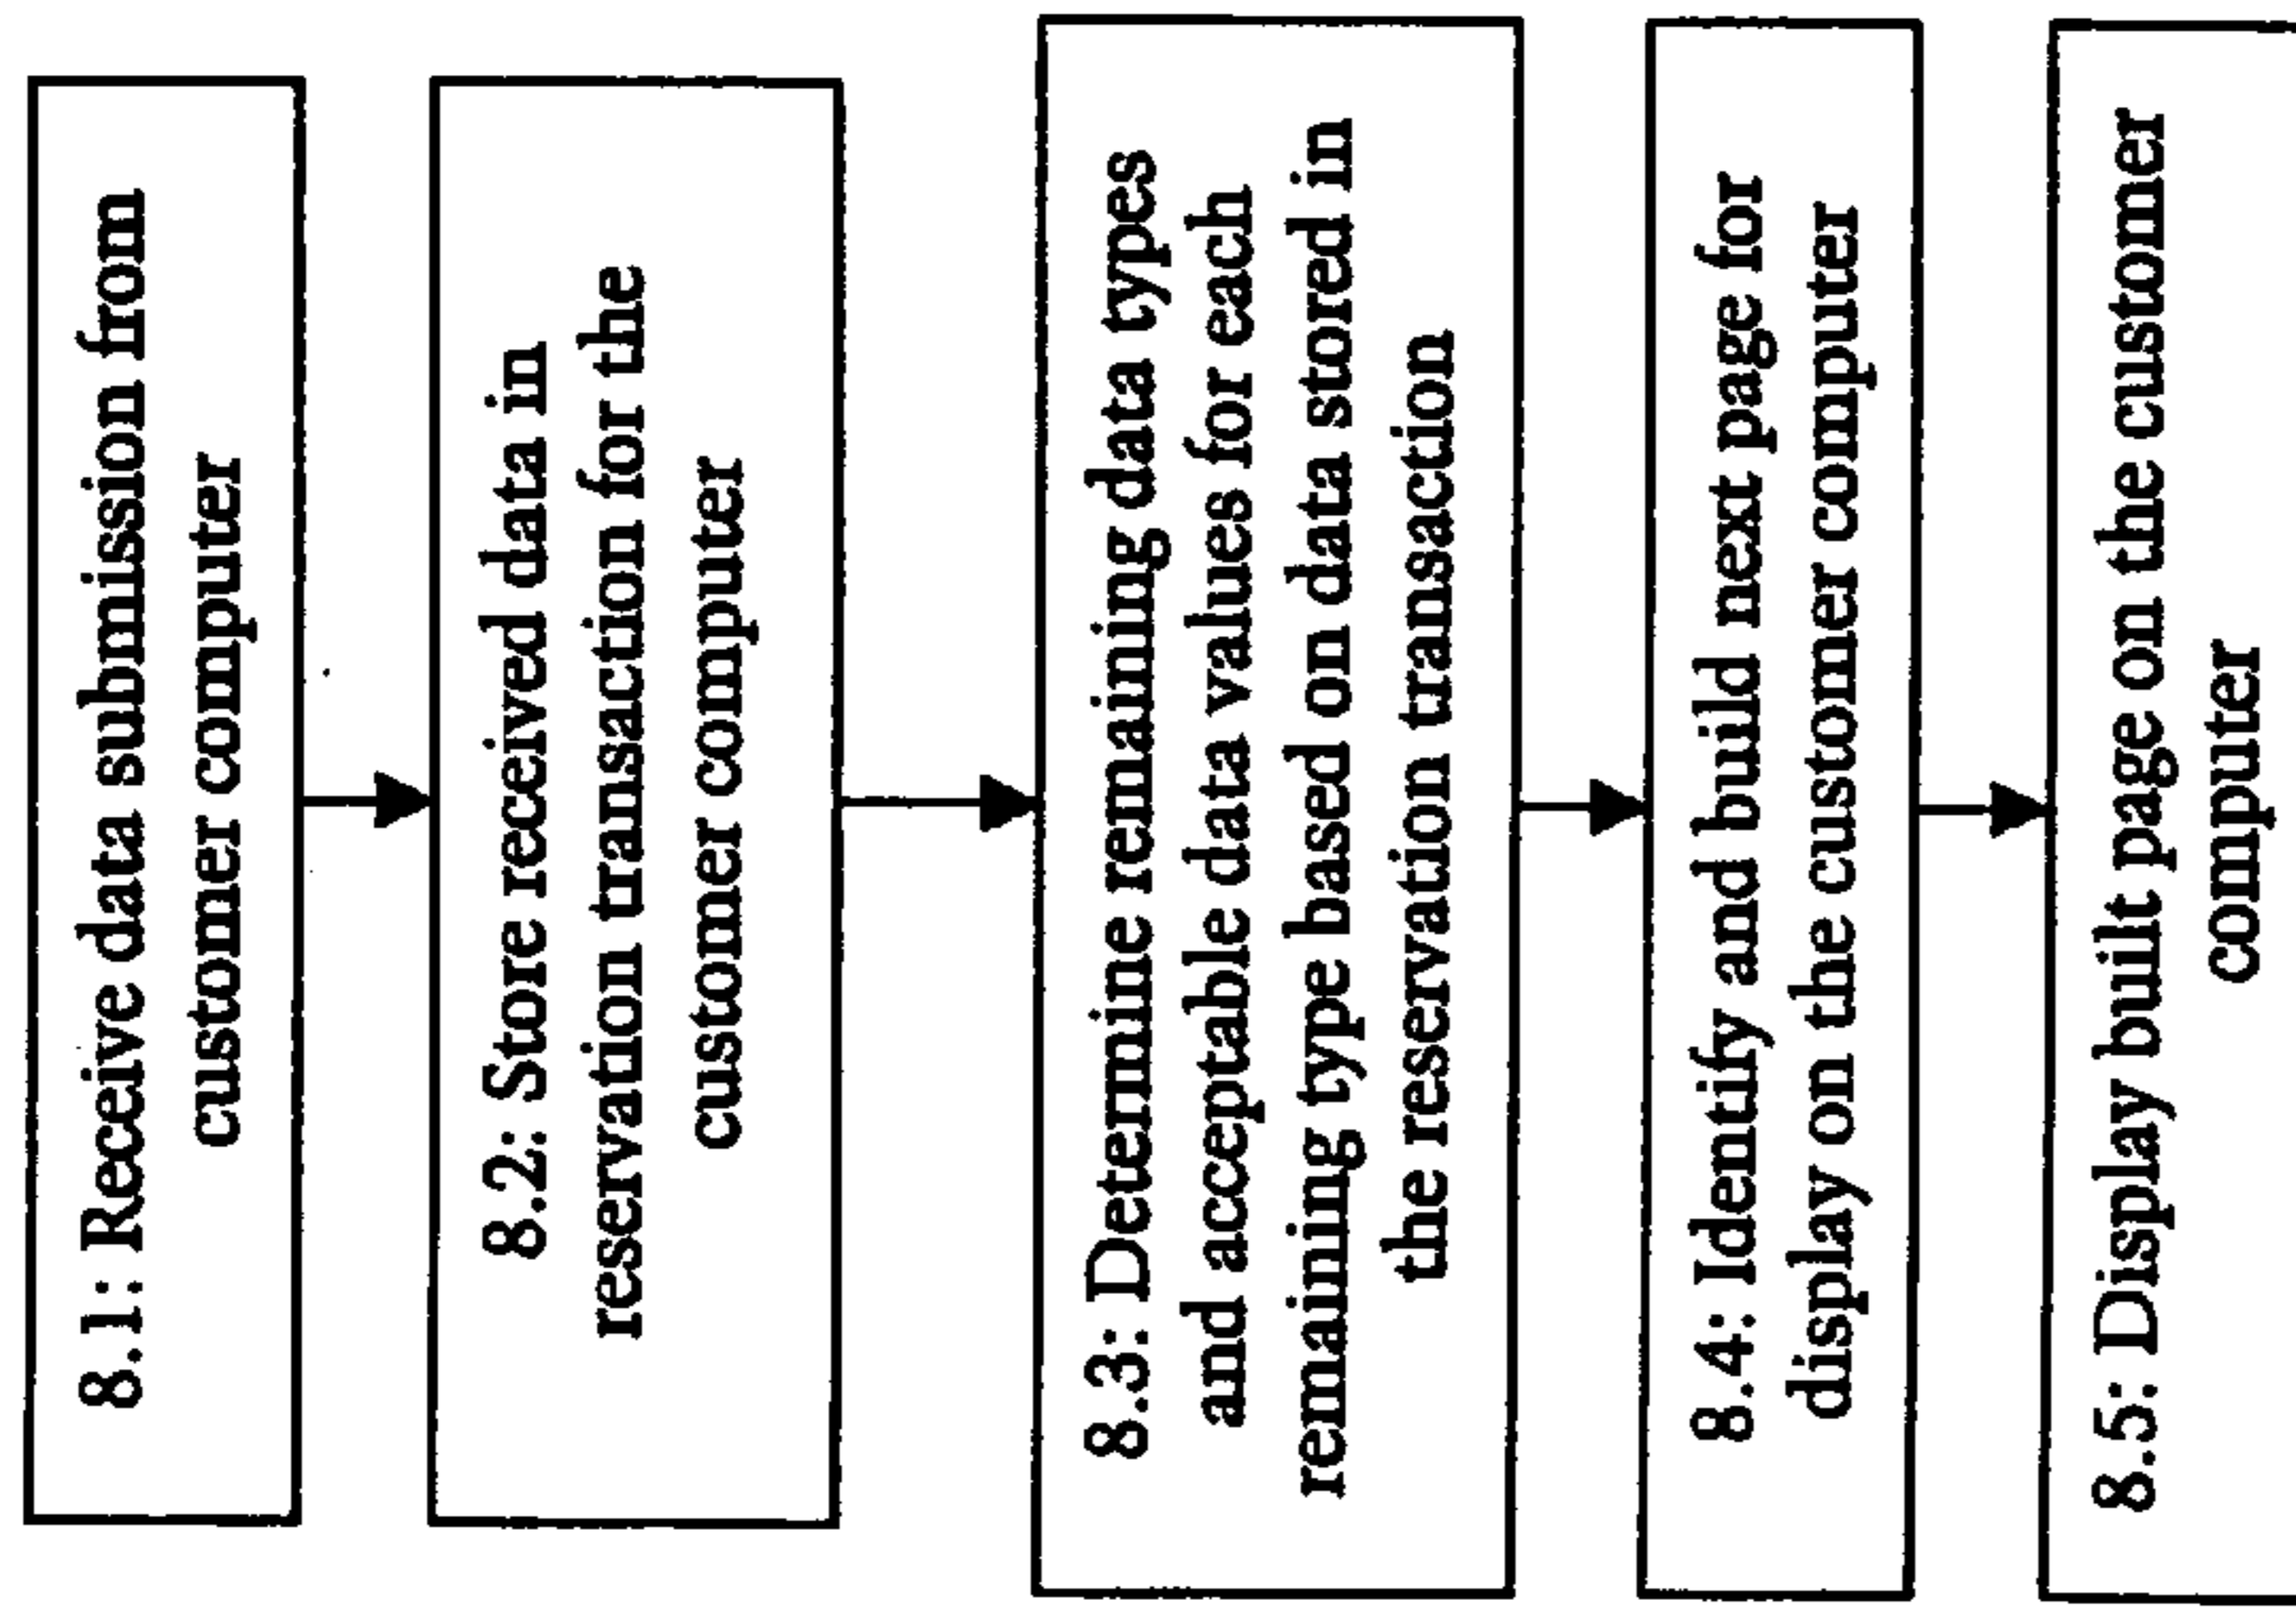 8.1: Receive data submission from
customer computer
8.2: Store received data in
reservation transaction for the
customer computer
8.3: Determine remaining data types
and acceptable data values for each
remaining type based on data stored in
the reservation transaction
8.4: Identify and build next page for
display on the customer computer
8.5: Display built page on the customer
computer